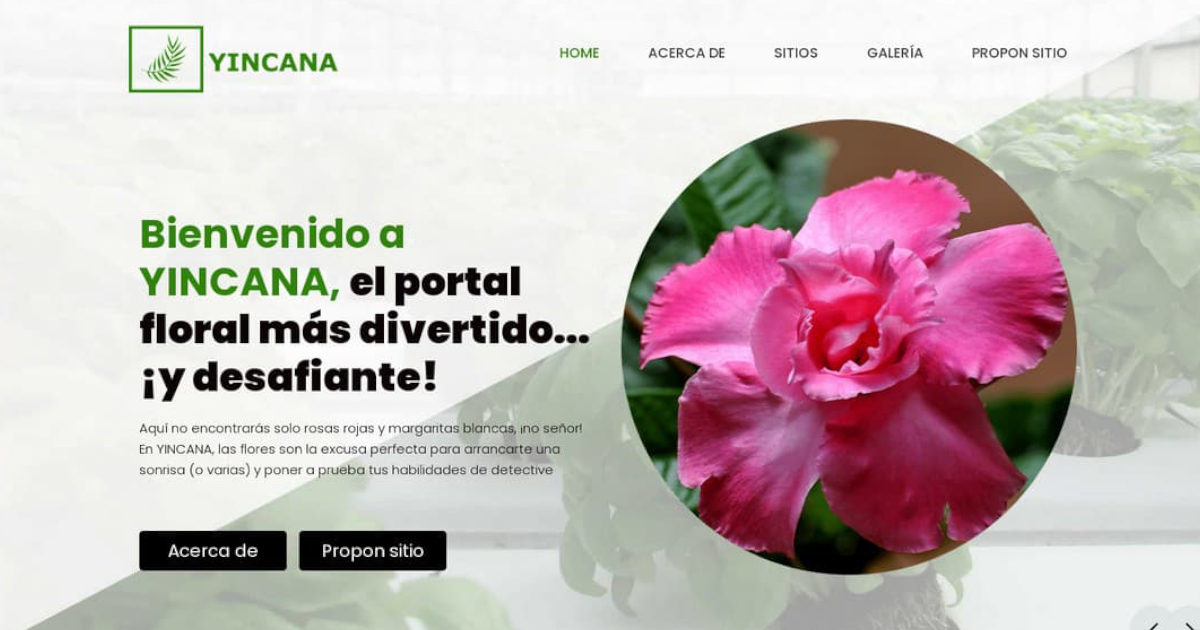 YINCANA
HOME
ACERCA DE
SITIOS
GALERÍA
PROPON SITIO
Bienvenido a
YINCANA, el portal
floral más divertido...
¡y desafiante!
Aquí no encontrarás solo rosas rojas y margaritas blancas, ¡no señor!
En YINCANA, las flores son la excusa perfecta para arrancarte una
sonrisa (o varias) y poner a prueba tus habilidades de detective
Acerca de
Propon sitio